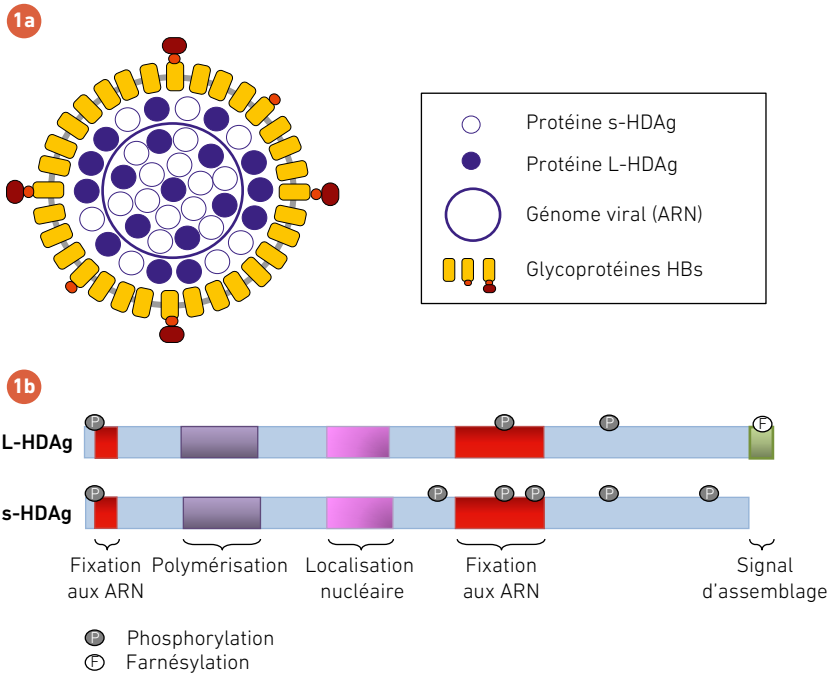 1a
Protéine s-HDAg
Protéine L-HDAg
Génome viral (ARN)
Glycoprotéines HBs
1b
L-HDAg
P
P
P
F
s-HDAg
P
P
P
P
P
P
Fixation
aux ARN
Polymérisation
Localisation
nucléaire
Fixation
aux ARN
Signal
d’assemblage
P Phosphorylation
F Farnésylation